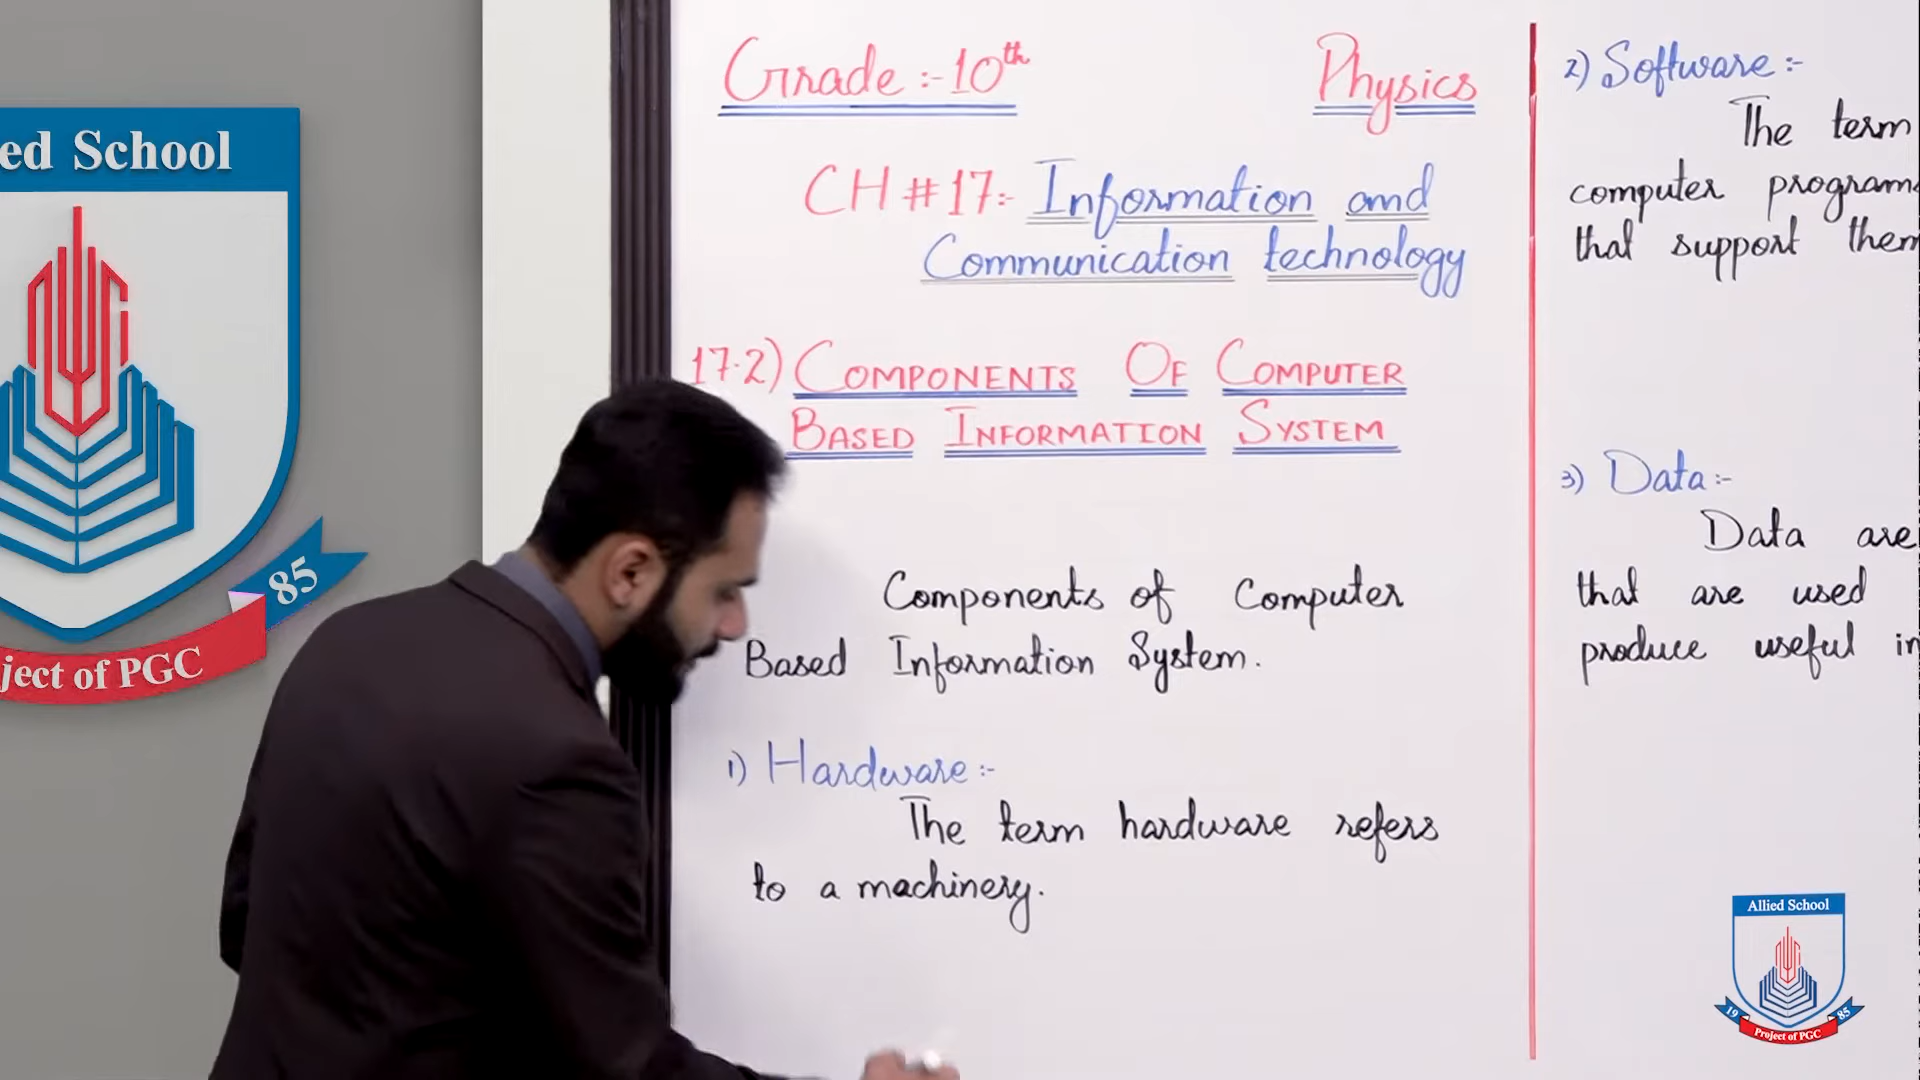 ed School
85
ject of PGC
Grade :- 10th
Physics
CH # 17:- Information and
Communication technology
17.2) COMPONENTS OF COMPUTER
BASED INFORMATION SYSTEM
Components of Computer
Based Information System.
1) Hardware :-
The term hardware refers
to a machinery.
2) Software :-
The term
computer program
that support them
3) Data :-
Data are
that are used
produce useful in
Allied School
19
85
Project of PGC